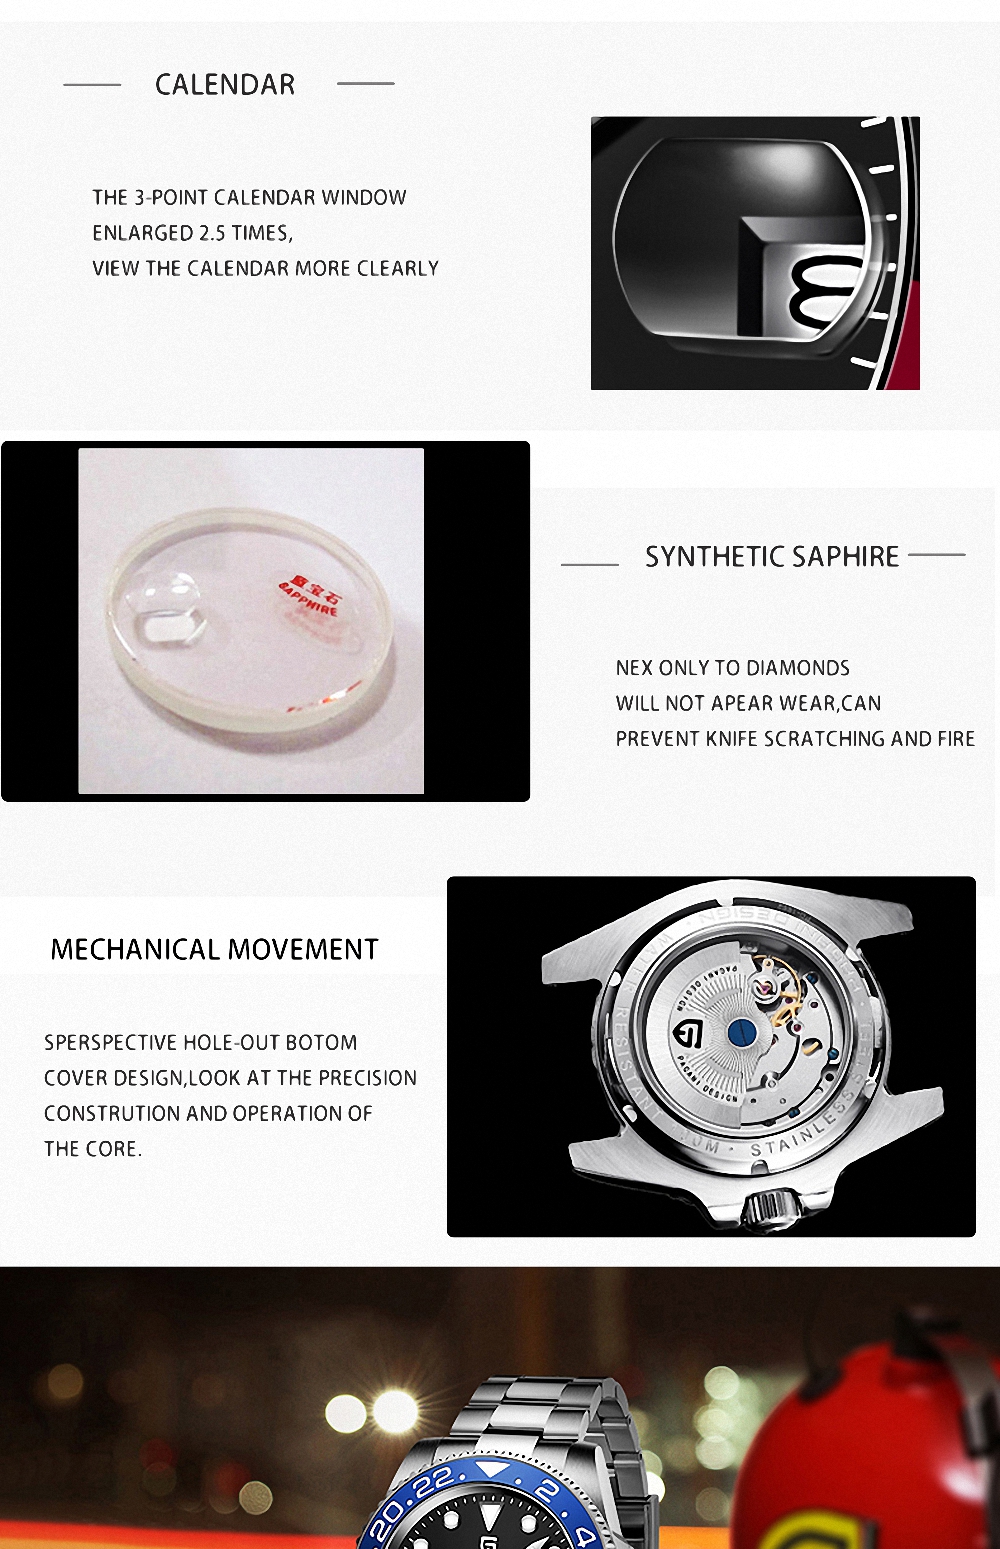 CALENDAR
THE 3-POINT CALENDAR WINDOW
ENLARGED 2.5 TIMES,
VIEW THE CALENDAR MORE CLEARLY
8
蓝宝石
SAPPHIRE
SYNTHETIC SAPHIRE
NEX ONLY TO DIAMONDS
WILL NOT APEAR WEAR,CAN
PREVENT KNIFE SCRATCHING AND FIRE
MECHANICAL MOVEMENT
SPERSPECTIVE HOLE-OUT BOTOM
COVER DESIGN,LOOK AT THE PRECISION
CONSTRUTION AND OPERATION OF
THE CORE.
PAGANI DESIGN
PAGANI DESIGN
DESIGN
RESISTANT
STAINLESS
20 · 22 · · 2 · 4